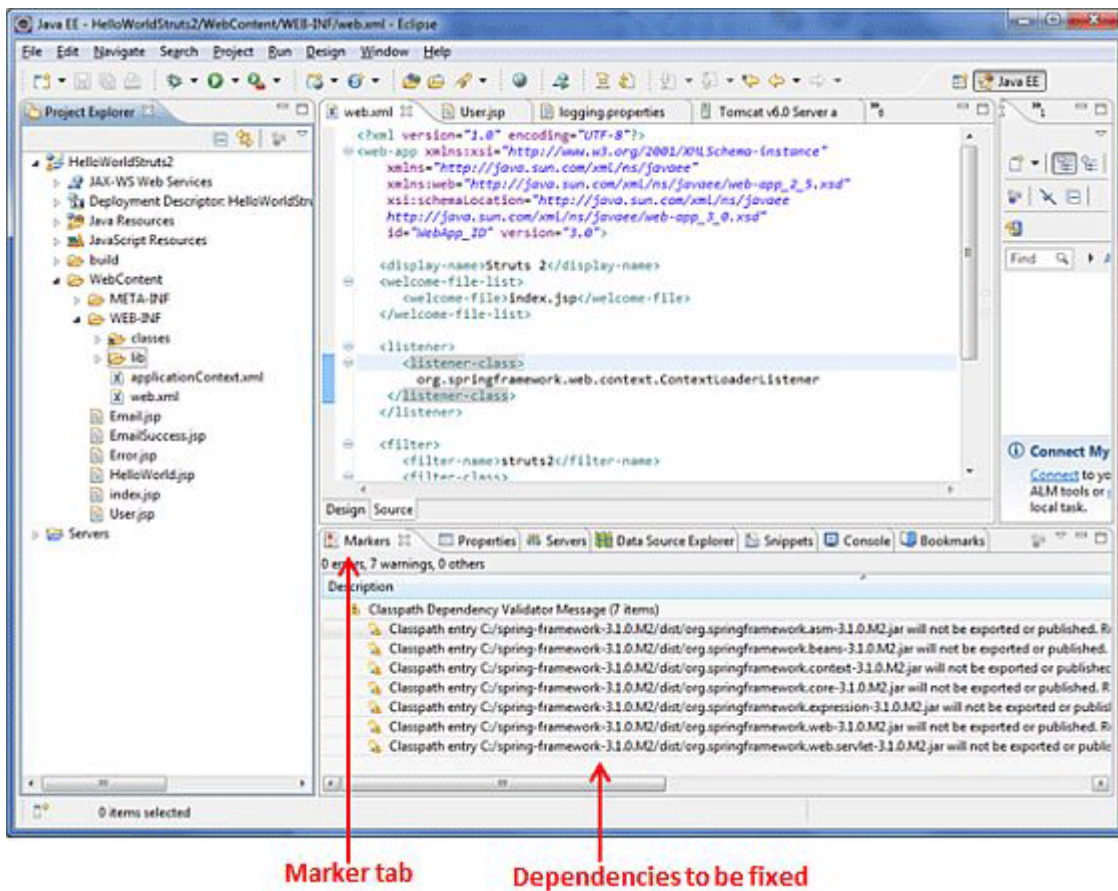 Java EE - HelloWorldStruts2/WebContent/WEB-INF/web.xml - Eclipse
File Edit Navigate Search Project Run Design Window Help
Java EE
Project Explorer
HelloWorldStruts2
JAX-WS Web Services
Deployment Descriptor: HelloWorldStru
Java Resources
JavaScript Resources
build
WebContent
META-INF
WEB-INF
classes
lib
applicationContext.xml
web.xml
Email.jsp
EmailSuccess.jsp
Error.jsp
HelloWorld.jsp
index.jsp
User.jsp
Servers
web.xml User.jsp logging.properties Tomcat v6.0 Server a
<?xml version="1.0" encoding="UTF-8"?>
<web-app xmlns:xsi="http://www.w3.org/2001/XMLSchema-instance"
xmlns="http://java.sun.com/xml/ns/javaee"
xmlns:web="http://java.sun.com/xml/ns/javaee/web-app_2_5.xsd"
xsi:schemaLocation="http://java.sun.com/xml/ns/javaee
http://java.sun.com/xml/ns/javaee/web-app_3_0.xsd"
id="WebApp_ID" version="3.0">
<display-name>Struts 2</display-name>
<welcome-file-list>
<welcome-file>index.jsp</welcome-file>
</welcome-file-list>
<listener>
<listener-class>
org.springframework.web.context.ContextLoaderListener
</listener-class>
</listener>
<filter>
<filter-name>struts2</filter-name>
<filter-class>
Design Source
Find
Connect My
Connect to yo
ALM tools or
local task.
Markers Properties Servers Data Source Explorer Snippets Console Bookmarks
0 errors, 7 warnings, 0 others
Description
Classpath Dependency Validator Message (7 items)
Classpath entry C:/spring-framework-3.1.0.M2/dist/org.springframework.asm-3.1.0.M2.jar will not be exported or published. R
Classpath entry C:/spring-framework-3.1.0.M2/dist/org.springframework.beans-3.1.0.M2.jar will not be exported or published.
Classpath entry C:/spring-framework-3.1.0.M2/dist/org.springframework.context-3.1.0.M2.jar will not be exported or published
Classpath entry C:/spring-framework-3.1.0.M2/dist/org.springframework.core-3.1.0.M2.jar will not be exported or published. R
Classpath entry C:/spring-framework-3.1.0.M2/dist/org.springframework.expression-3.1.0.M2.jar will not be exported or publis
Classpath entry C:/spring-framework-3.1.0.M2/dist/org.springframework.web-3.1.0.M2.jar will not be exported or published. R
Classpath entry C:/spring-framework-3.1.0.M2/dist/org.springframework.web.servlet-3.1.0.M2.jar will not be exported or public
0 items selected
Marker tab
Dependencies to be fixed